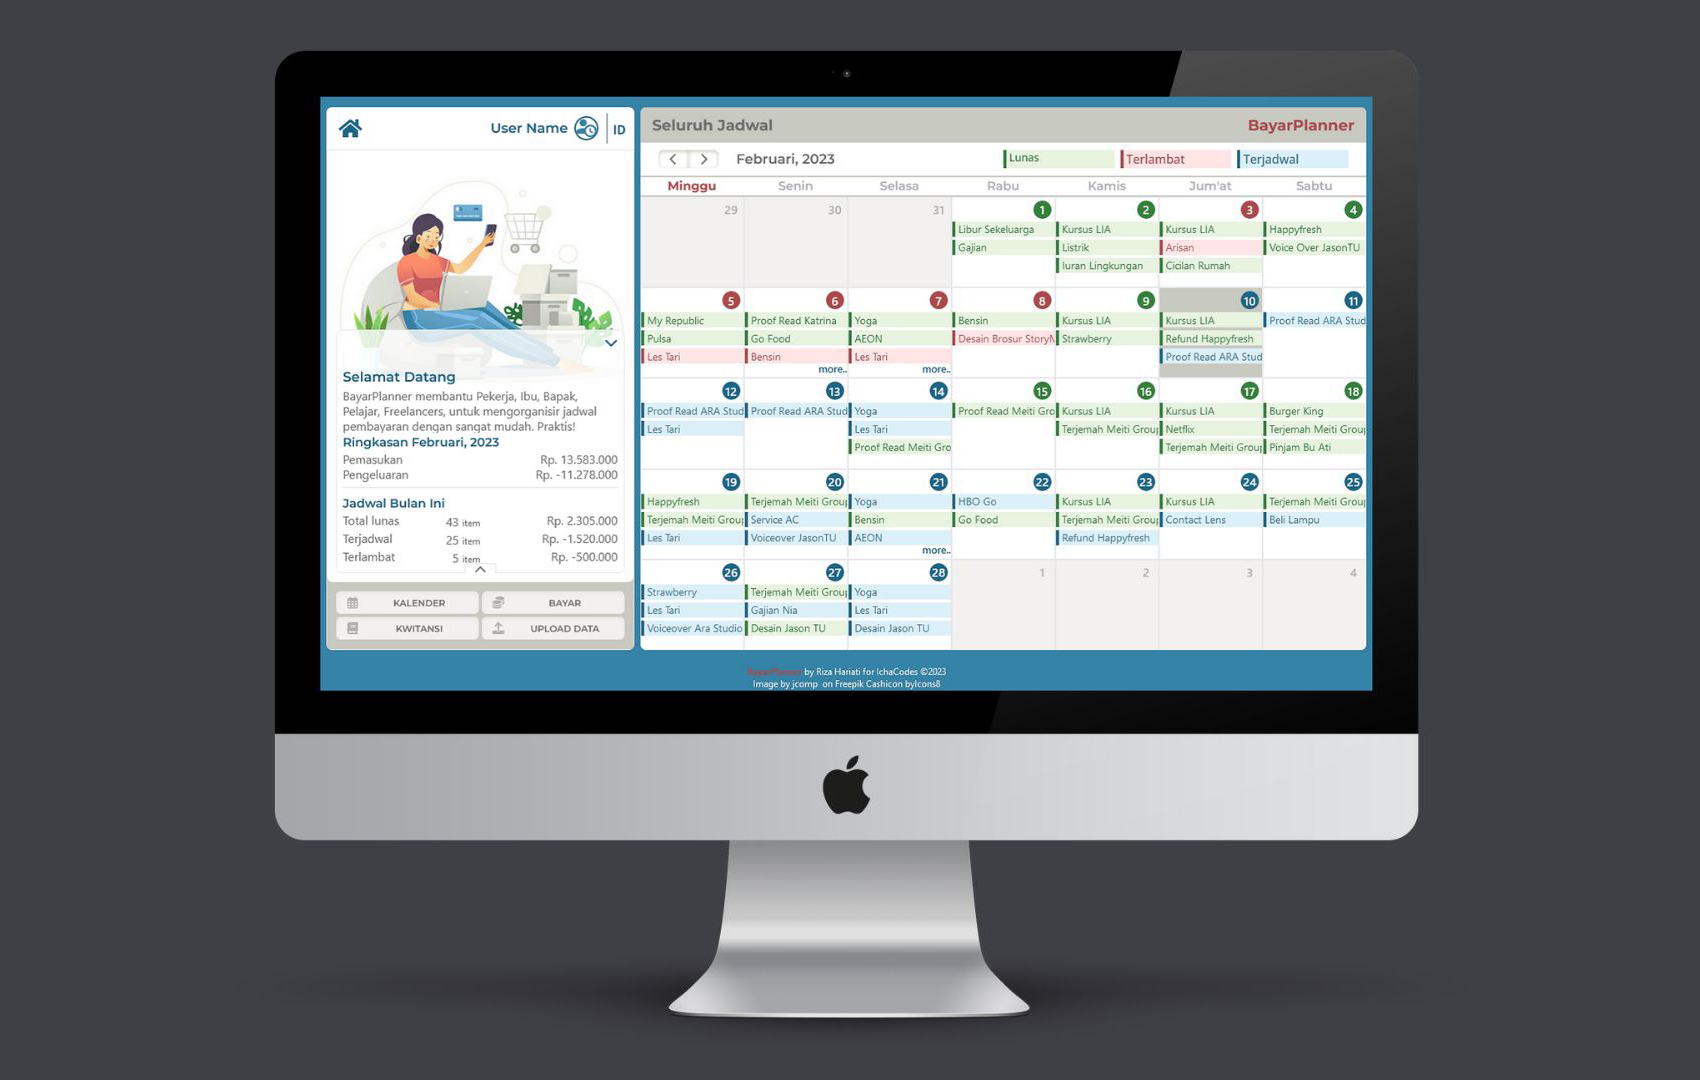 User Name ID
Selamat Datang
BayarPlanner membantu Pekerja, Ibu, Bapak,
Pelajar, Freelancers, untuk mengorganisir jadwal
pembayaran dengan sangat mudah. Praktis!
Ringkasan Februari, 2023
Pemasukan Rp. 13.583.000
Pengeluaran Rp. -11.278.000
Jadwal Bulan Ini
Total lunas 43 item Rp. 2.305.000
Terjadwal 25 item Rp. -1.520.000
Terlambat 5 item Rp. -500.000
KALENDER BAYAR
KWITANSI UPLOAD DATA
Seluruh Jadwal BayarPlanner
Februari, 2023 Lunas Terlambat Terjadwal
Minggu Senin Selasa Rabu Kamis Jum'at Sabtu
29 30 31 1 2 3 4
Libur Sekeluarga Kursus LIA Kursus LIA Happyfresh
Gajian Listrik Arisan Voice Over JasonTU
Iuran Lingkungan Cicilan Rumah
5 6 7 8 9 10 11
My Republic Proof Read Katrina Yoga Bensin Kursus LIA Kursus LIA Proof Read ARA Stud
Pulsa Go Food AEON Desain Brosur Story Strawberry Refund Happyfresh
Les Tari Bensin Les Tari Proof Read ARA Stud
more.. more..
12 13 14 15 16 17 18
Proof Read ARA Stud Proof Read ARA Stud Yoga Proof Read Meiti Gro Kursus LIA Kursus LIA Burger King
Les Tari Les Tari Terjemah Meiti Group Netflix Terjemah Meiti Group
Proof Read Meiti Gro Terjemah Meiti Group Pinjam Bu Ati
19 20 21 22 23 24 25
Happyfresh Terjemah Meiti Group Yoga HBO Go Kursus LIA Kursus LIA Terjemah Meiti Group
Terjemah Meiti Group Service AC Bensin Go Food Terjemah Meiti Group Contact Lens Beli Lampu
Les Tari Voiceover JasonTU AEON Refund Happyfresh
more..
26 27 28 1 2 3 4
Strawberry Terjemah Meiti Group Yoga
Les Tari Gajian Nia Les Tari
Voiceover Ara Studio Desain Jason TU Desain Jason TU
BayarPlanner by Riza Hariati for IchaCodes ©2023
Image by jcomp on Freepik Cashicon byIcons8